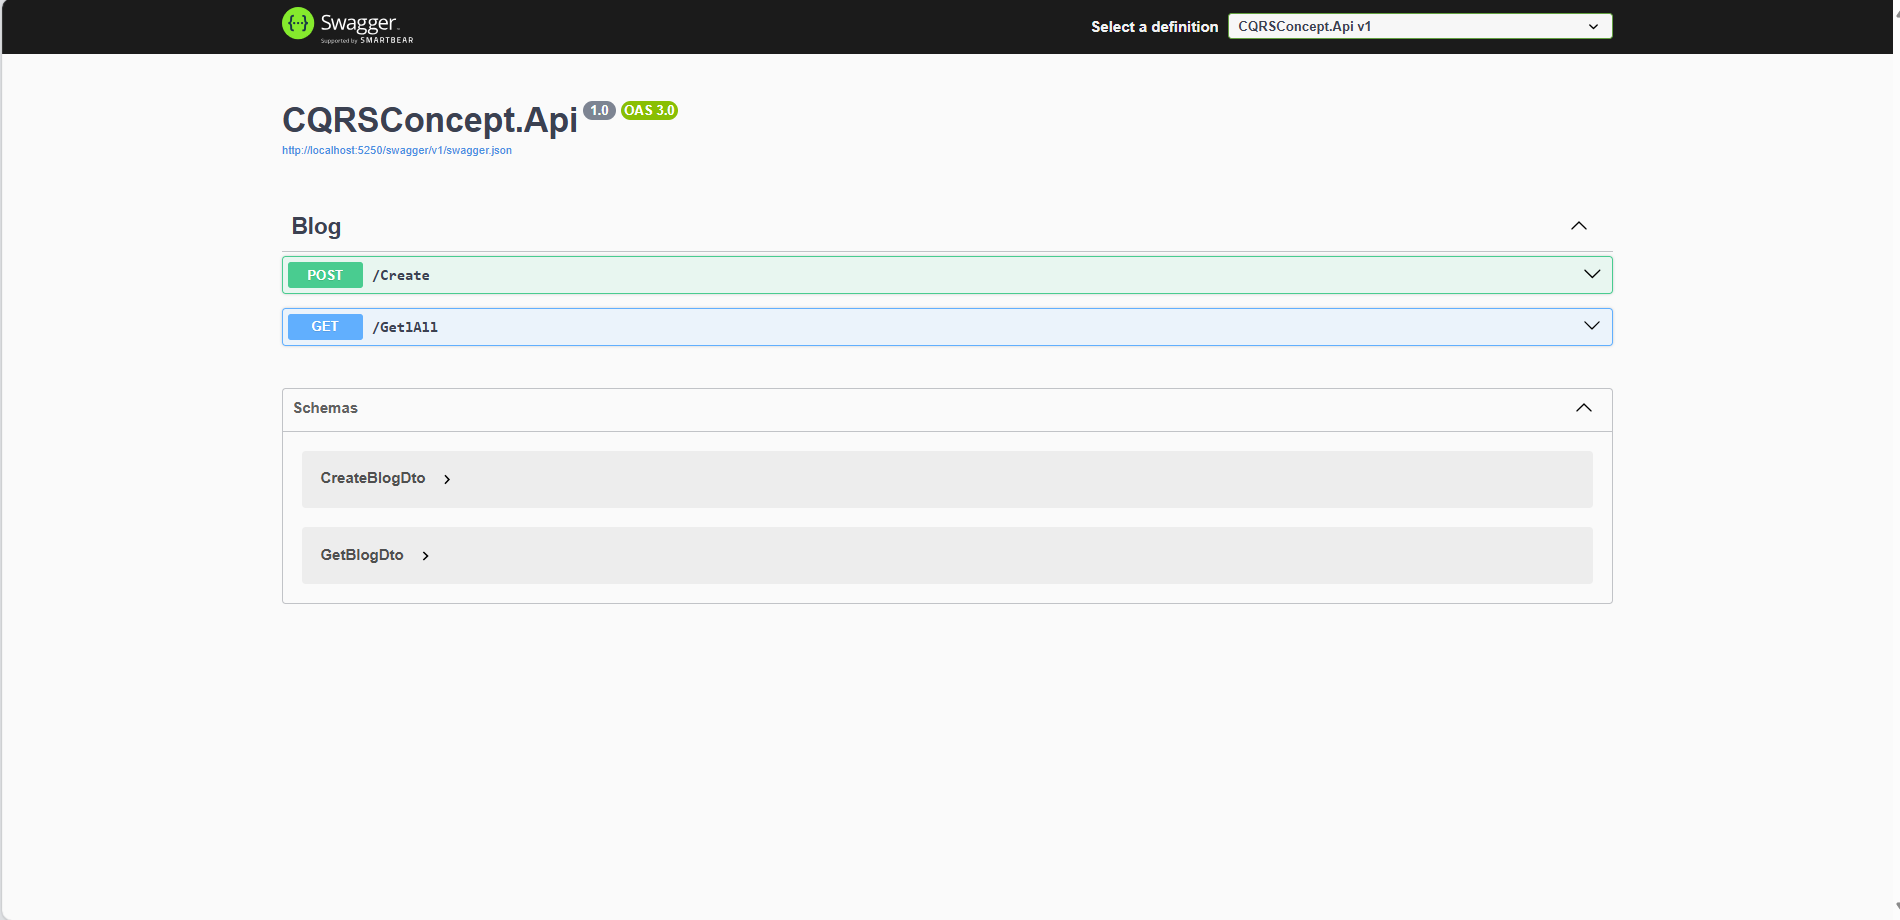 Swagger
Supported by SMARTBEAR
Select a definition
CQRSConcept.Api v1
CQRSConcept.Api 1.0 OAS 3.0
http://localhost:5250/swagger/v1/swagger.json
Blog
POST /Create
GET /GetlAll
Schemas
CreateBlogDto
GetBlogDto